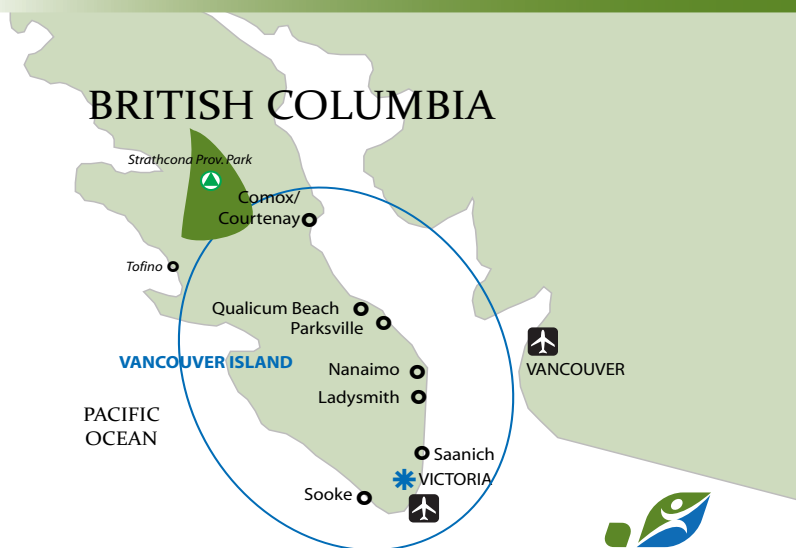 BRITISH COLUMBIA
Strathcona Prov. Park
Comox/
Courtenay
Tofino
Qualicum Beach
Parksville
VANCOUVER ISLAND
Nanaimo
VANCOUVER
Ladysmith
PACIFIC
OCEAN
Saanich
VICTORIA
Sooke